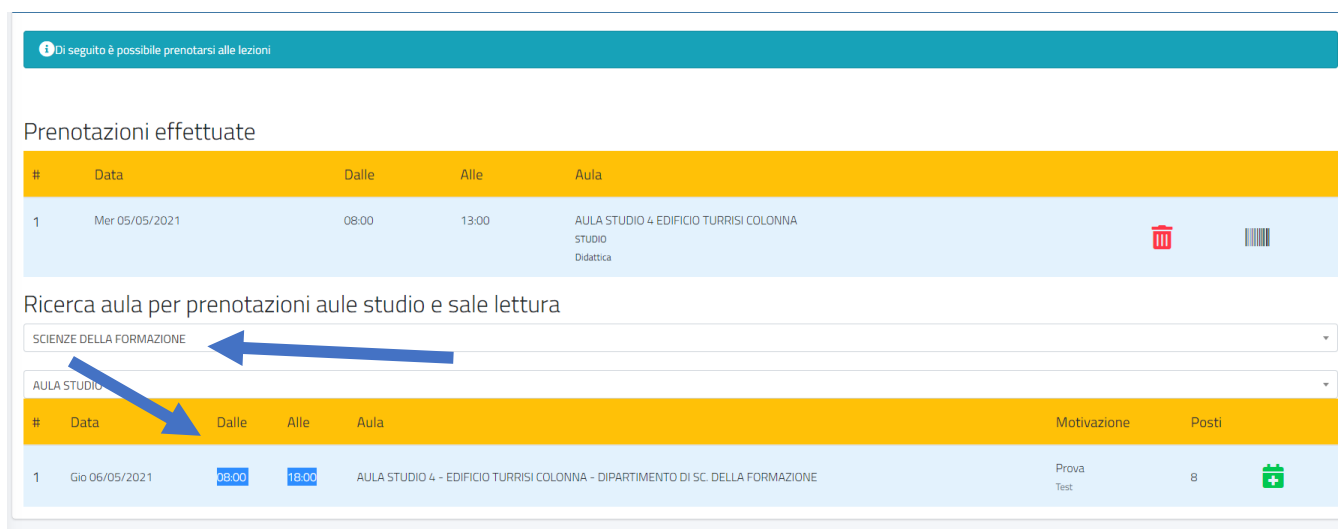 Di seguito è possibile prenotarsi alle lezioni
Prenotazioni effettuate
# Data Dalle Alle Aula
1 Mer 05/05/2021 08:00 13:00 AULA STUDIO 4 EDIFICIO TURRISI COLONNA
STUDIO
Didattica
Ricerca aula per prenotazioni aule studio e sale lettura
SCIENZE DELLA FORMAZIONE
AULA STUDIO
# Data Dalle Alle Aula Motivazione Posti
1 Gio 06/05/2021 08:00 18:00 AULA STUDIO 4 - EDIFICIO TURRISI COLONNA - DIPARTIMENTO DI SC. DELLA FORMAZIONE Prova 8
Test